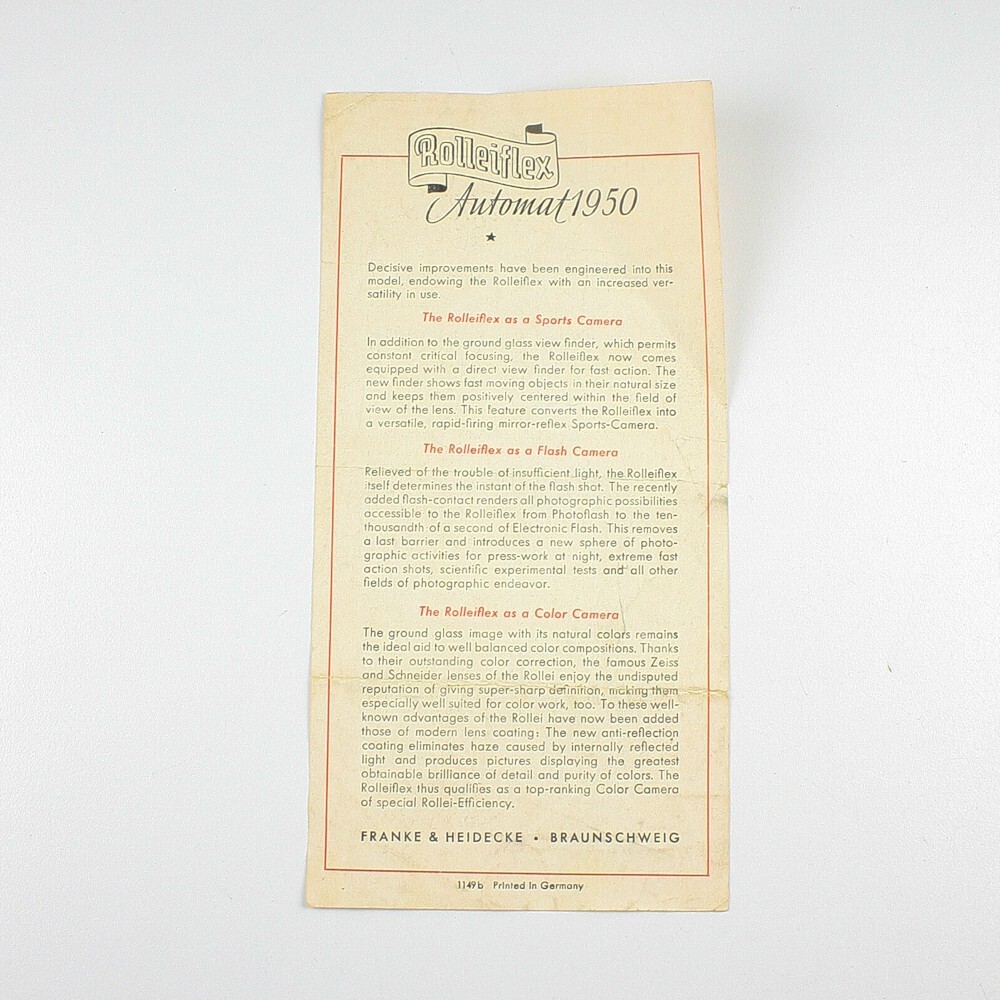 Rolleiflex
Automat 1950
★
Decisive improvements have been engineered into this
model, endowing the Rolleiflex with an increased ver-
satility in use.
The Rolleiflex as a Sports Camera
In addition to the ground glass view finder, which permits
constant critical focusing, the Rolleiflex now comes
equipped with a direct view finder for fast action. The
new finder shows fast moving objects in their natural size
and keeps them positively centered within the field of
view of the lens. This feature converts the Rolleiflex into
a versatile, rapid-firing mirror-reflex Sports-Camera.
The Rolleiflex as a Flash Camera
Relieved of the trouble of insufficient light, the Rolleiflex
itself determines the instant of the flash shot. The recently
added flash-contact renders all photographic possibilities
accessible to the Rolleiflex from Photoflash to the ten-
thousandth of a second of Electronic Flash. This removes
a last barrier and introduces a new sphere of photo-
graphic activities for press-work at night, extreme fast
action shots, scientific experimental tests and all other
fields of photographic endeavor.
The Rolleiflex as a Color Camera
The ground glass image with its natural colors remains
the ideal aid to well balanced color compositions. Thanks
to their outstanding color correction, the famous Zeiss
and Schneider lenses of the Rollei enjoy the undisputed
reputation of giving super-sharp definition, making them
especially well suited for color work, too. To these well-
known advantages of the Rollei have now been added
those of modern lens coating: The new anti-reflection
coating eliminates haze caused by internally reflected
light and produces pictures displaying the greatest
obtainable brilliance of detail and purity of colors. The
Rolleiflex thus qualifies as a top-ranking Color Camera
of special Rollei-Efficiency.
FRANKE & HEIDECKE • BRAUNSCHWEIG
1149b Printed in Germany